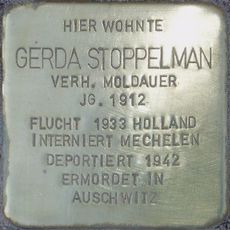 HIER WOHNTE
GERDA STOPPELMAN
VERH. MOLDAUER
JG. 1912
FLUCHT 1933 HOLLAND
INTERNIERT MECHELEN
DEPORTIERT 1942
ERMORDET IN
AUSCHWITZ